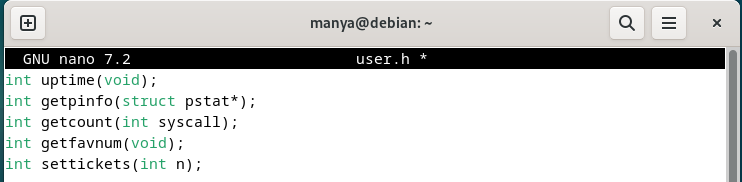 manya@debian: ~
GNU nano 7.2 user.h *
int uptime(void);
int getpinfo(struct pstat*);
int getcount(int syscall);
int getfavnum(void);
int settickets(int n);